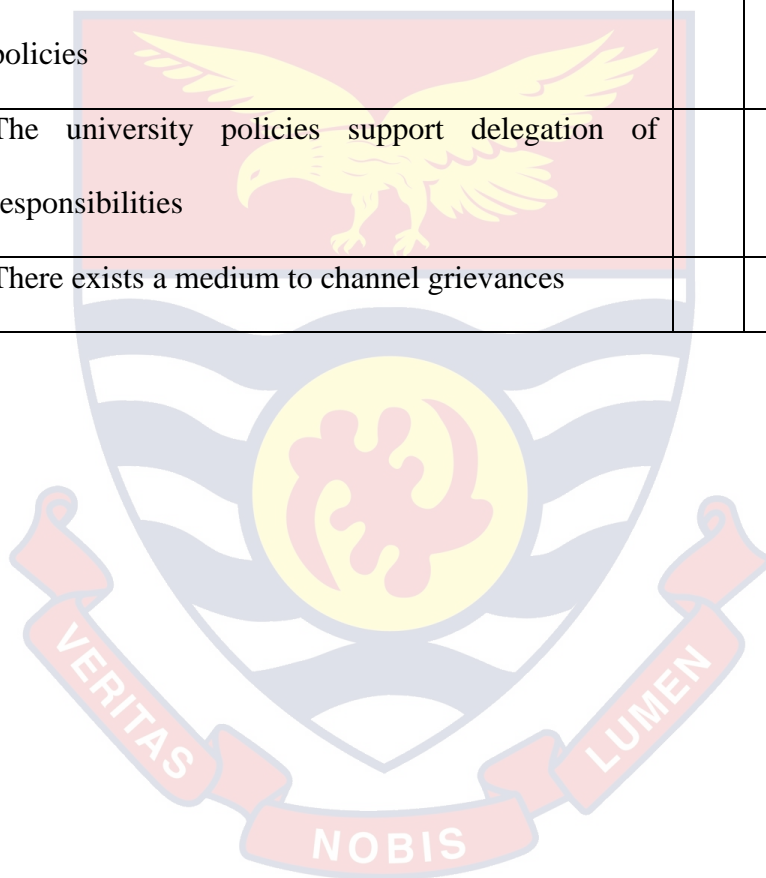 policies
The university policies support delegation of
responsibilities
There exists a medium to channel grievances
VERITAS
NOBIS
LUMEN